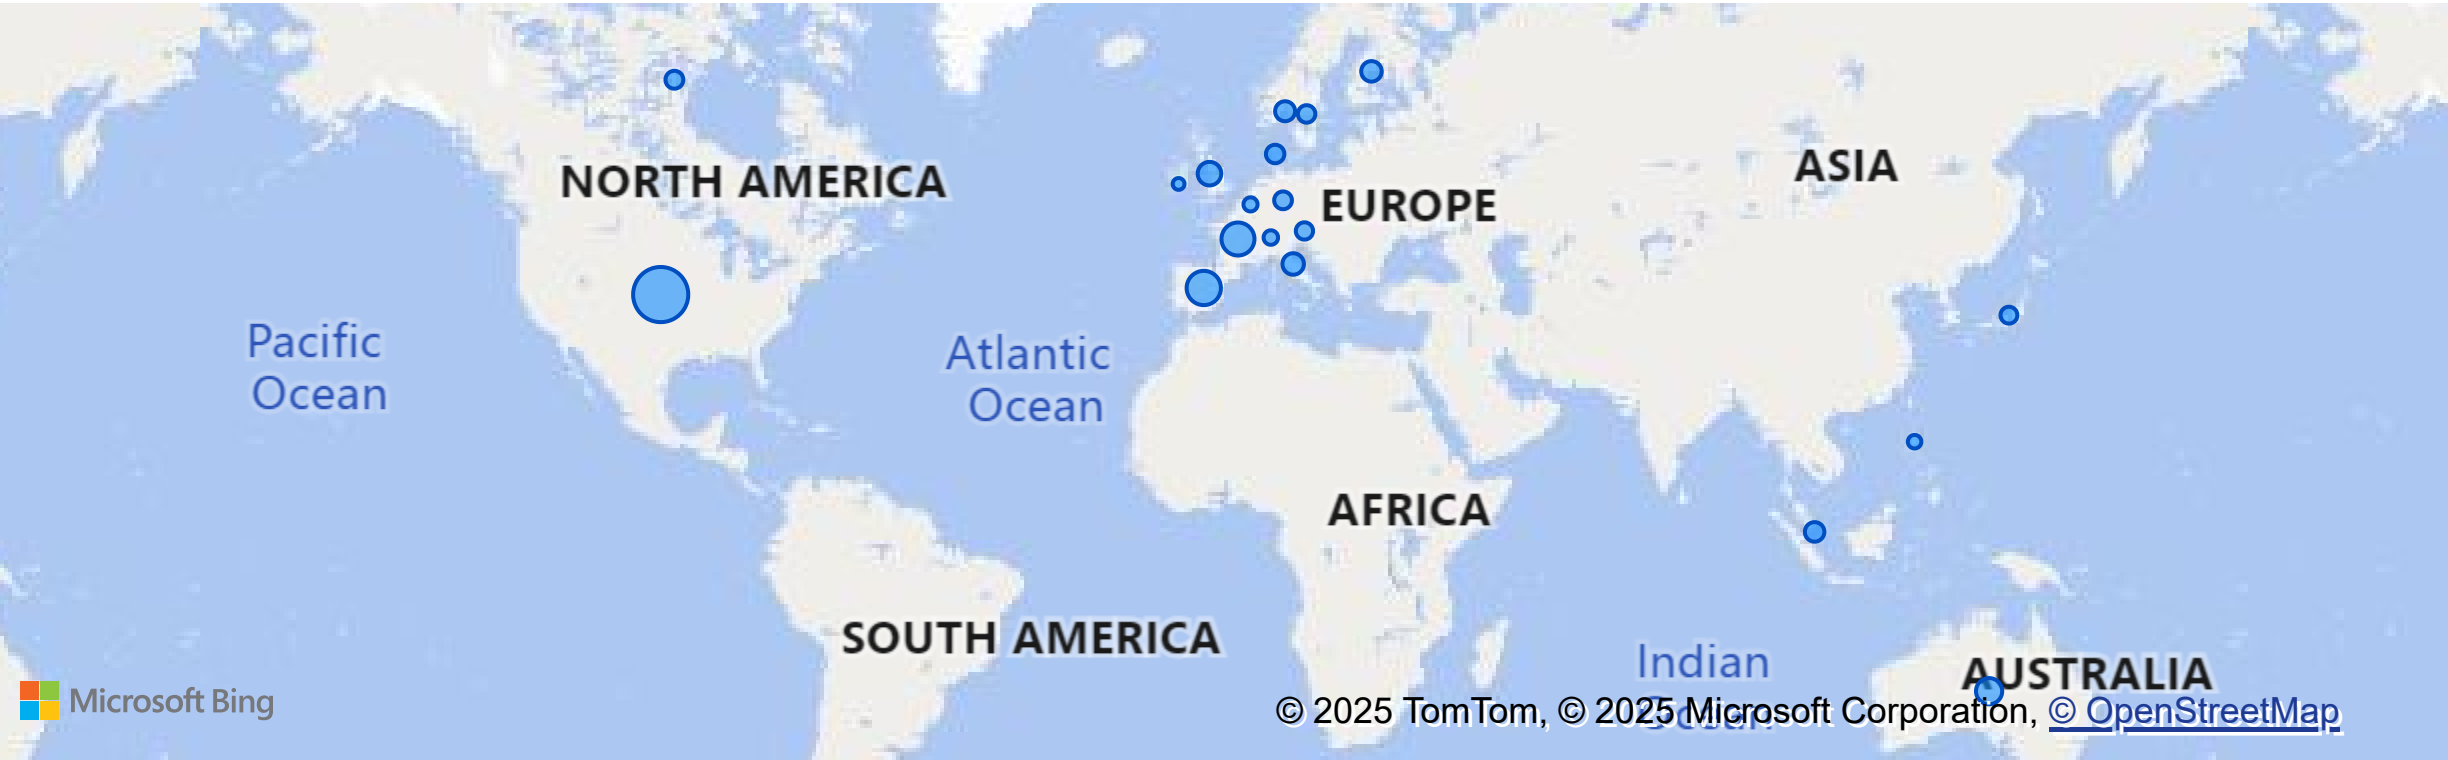 NORTH AMERICA
EUROPE
ASIA
Pacific
Ocean
Atlantic
Ocean
AFRICA
SOUTH AMERICA
Indian
Ocean
AUSTRALIA
Microsoft Bing
© 2025 TomTom, © 2025 Microsoft Corporation, © OpenStreetMap